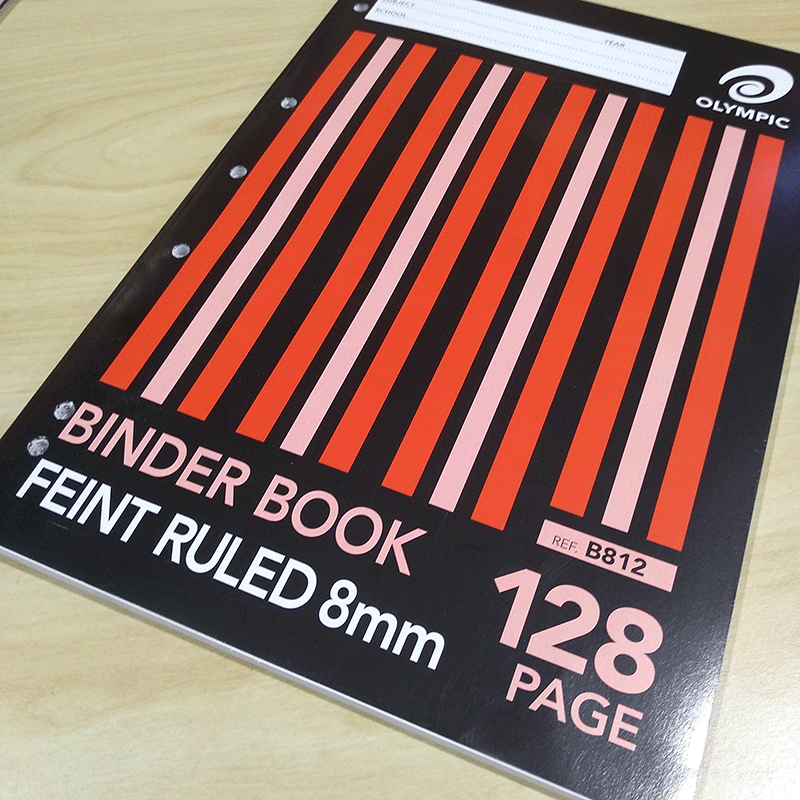 SUBJECT
SCHOOL
YEAR
OLYMPIC
BINDER BOOK
FEINT RULED 8mm
REF. B812
128
PAGE